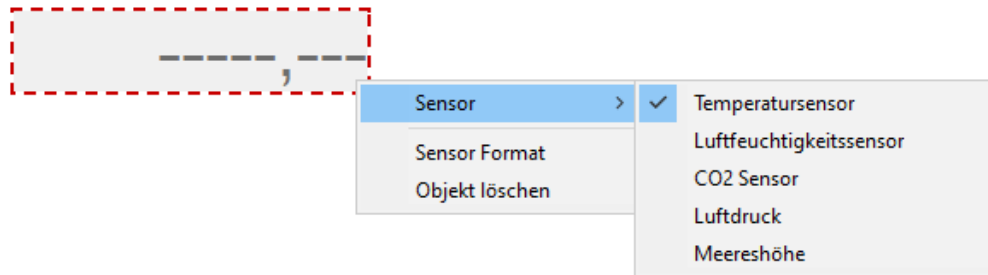 -----,---
Sensor
Sensor Format
Objekt löschen
Temperatursensor
Luftfeuchtigkeitssensor
CO2 Sensor
Luftdruck
Meereshöhe